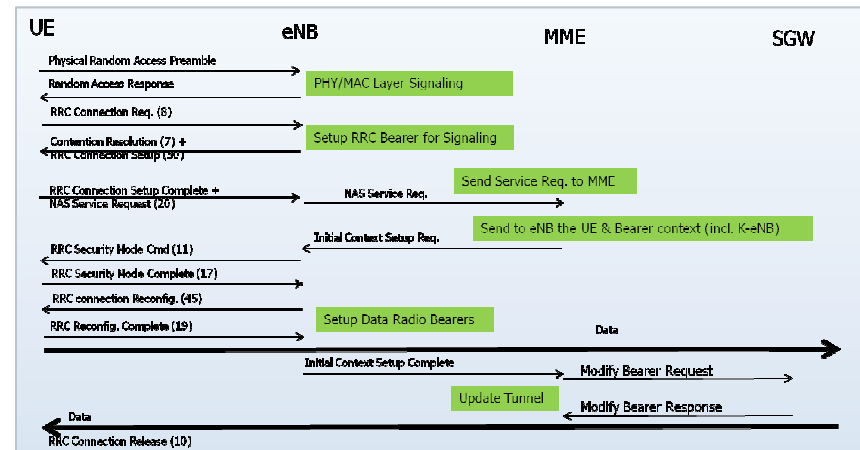 UE
eNB
MME
SGW
Physical Random Access Preamble
Random Access Response
PHY/MAC Layer Signaling
RRC Connection Req. (8)
Setup RRC Bearer for Signaling
Contention Resolution (7) +
RRC Connection Setup (30)
Send Service Req. to MME
RRC Connection Setup Complete +
NAS Service Req.
NAS Service Request (20)
Send to eNB the UE & Bearer context (incl. K-eNB)
Initial Context Setup Req.
RRC Security Mode Cmd (11)
RRC Security Mode Complete (17)
RRC connection Reconfig. (45)
Setup Data Radio Bearers
RRC Reconfig. Complete (19)
Data
Initial Context Setup Complete
Modify Bearer Request
Update Tunnel
Modify Bearer Response
Data
RRC Connection Release (10)